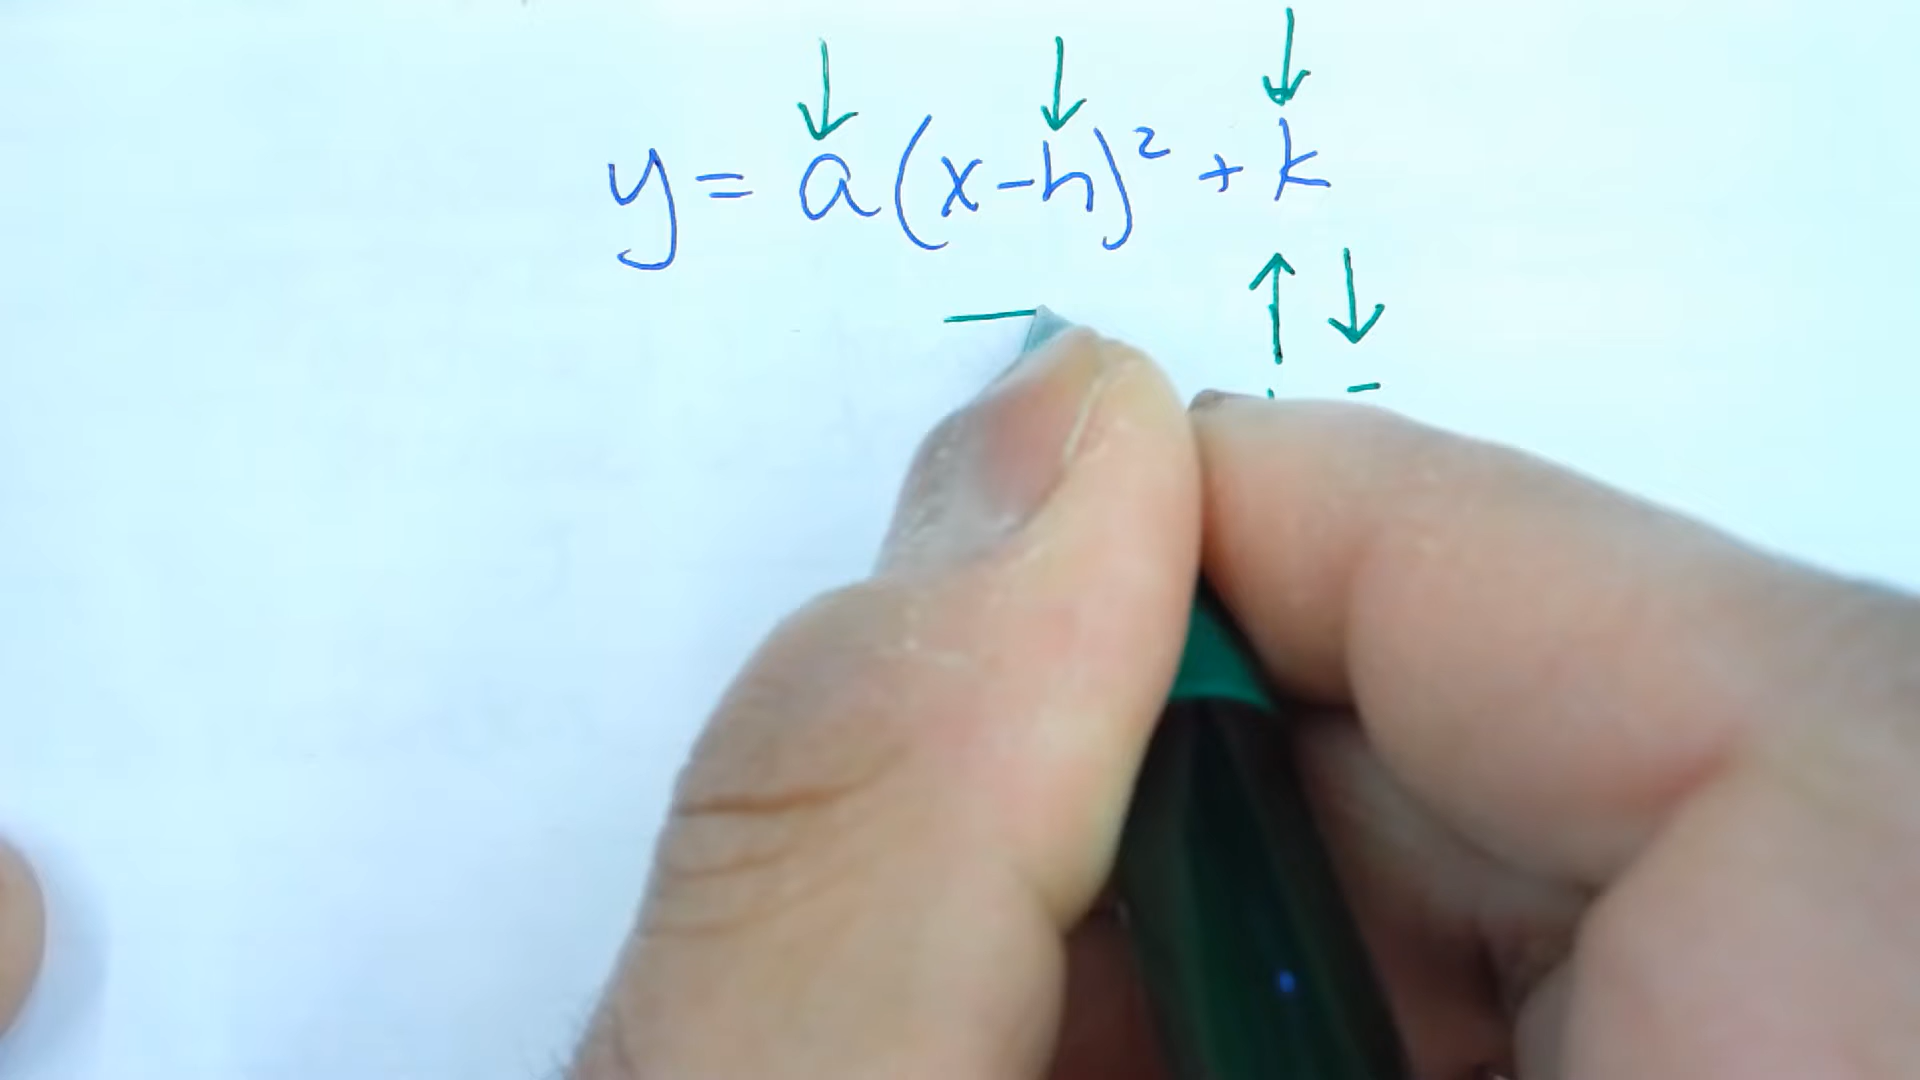 ↓ ↓ ↓
y = a(x-h)² + k
↑ ↓
-